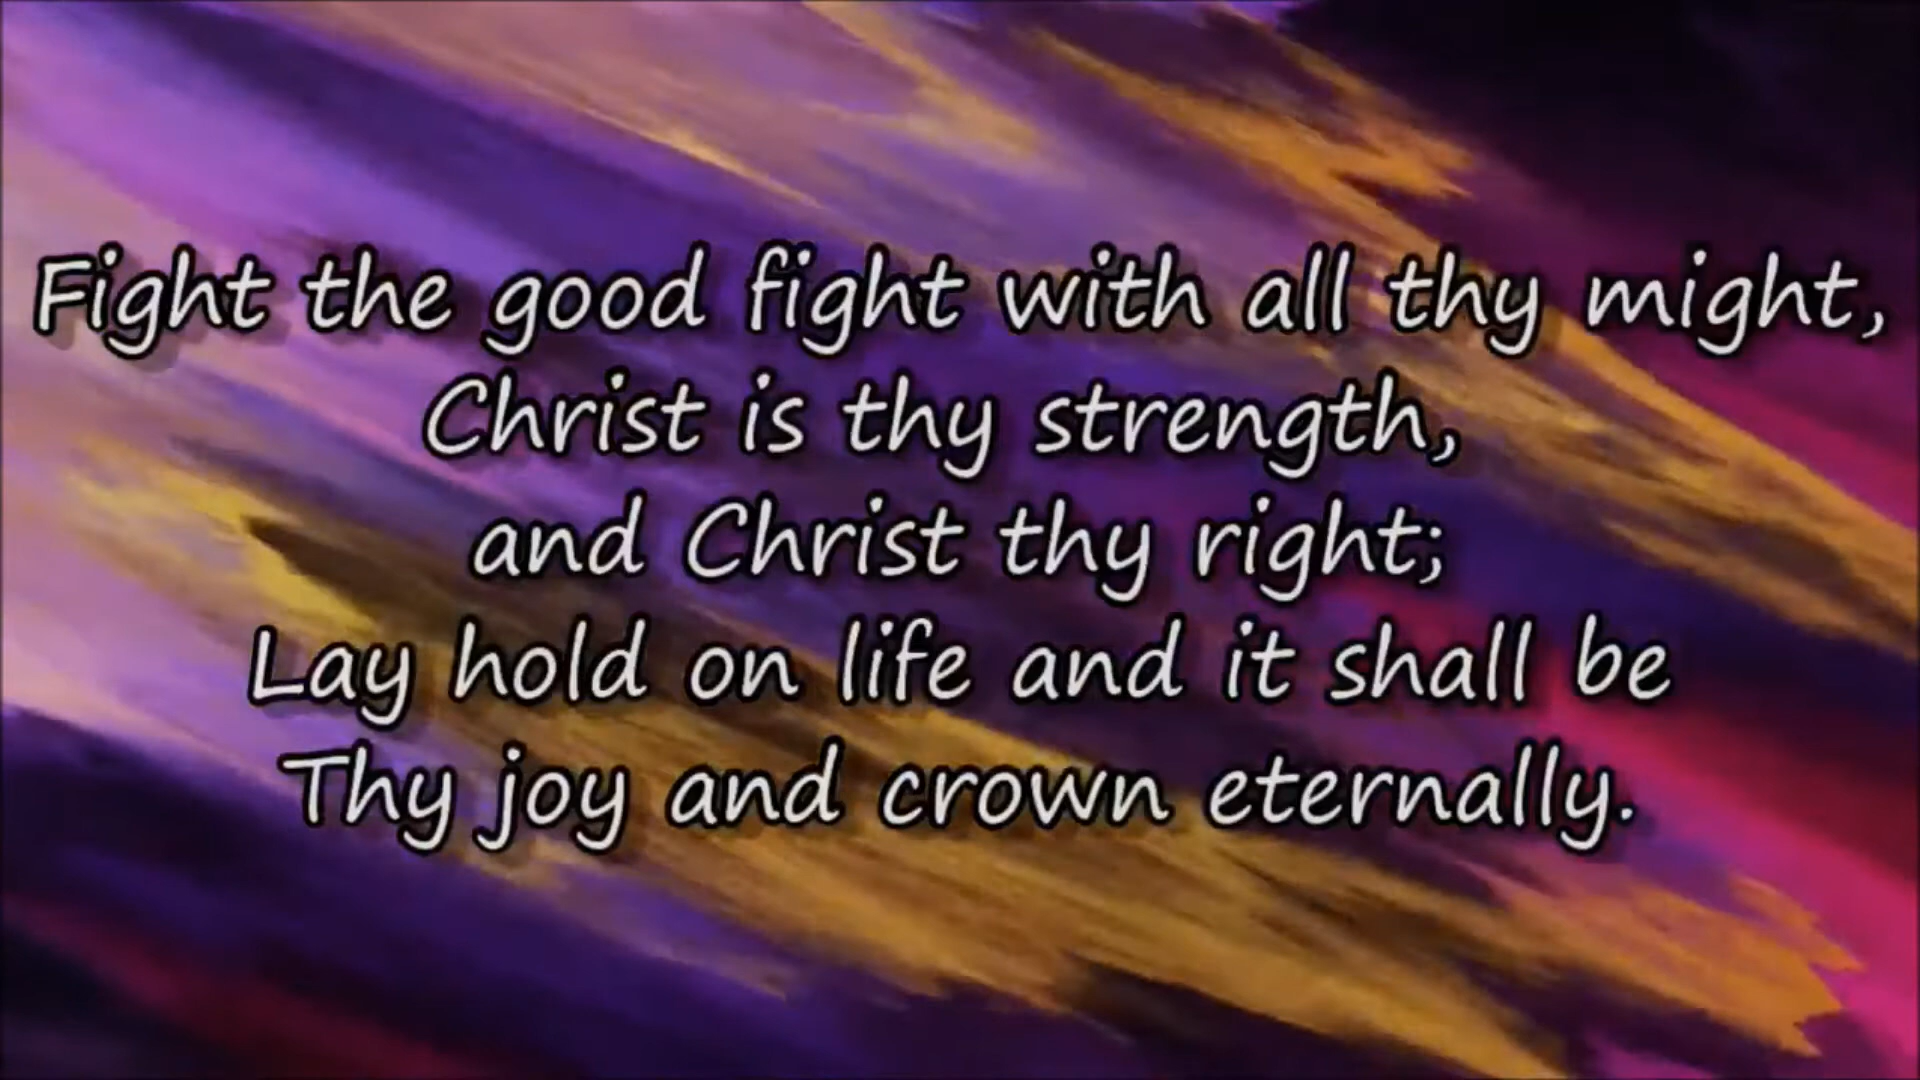 Fight the good fight with all thy might,
Christ is thy strength,
and Christ thy right;
Lay hold on life and it shall be
Thy joy and crown eternally.